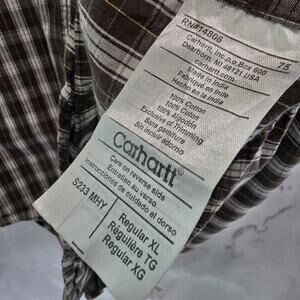 RN#14806
Carhartt, Inc. P.O. Box 600
Dearborn, MI 48121 USA
carhartt.com 75
Made in India
Fabriqué en Inde
Hecho en la India
100% Cotton
100% Coton
100% Algodón
Exclusive of Trimming
Sans garniture
Sin incluir adorno
Carhartt
Care on reverse side
Entretien au verso
Instrucciones de cuidado al dorso
S233 MHY
Regular XL
Régulière TG
Regular XG